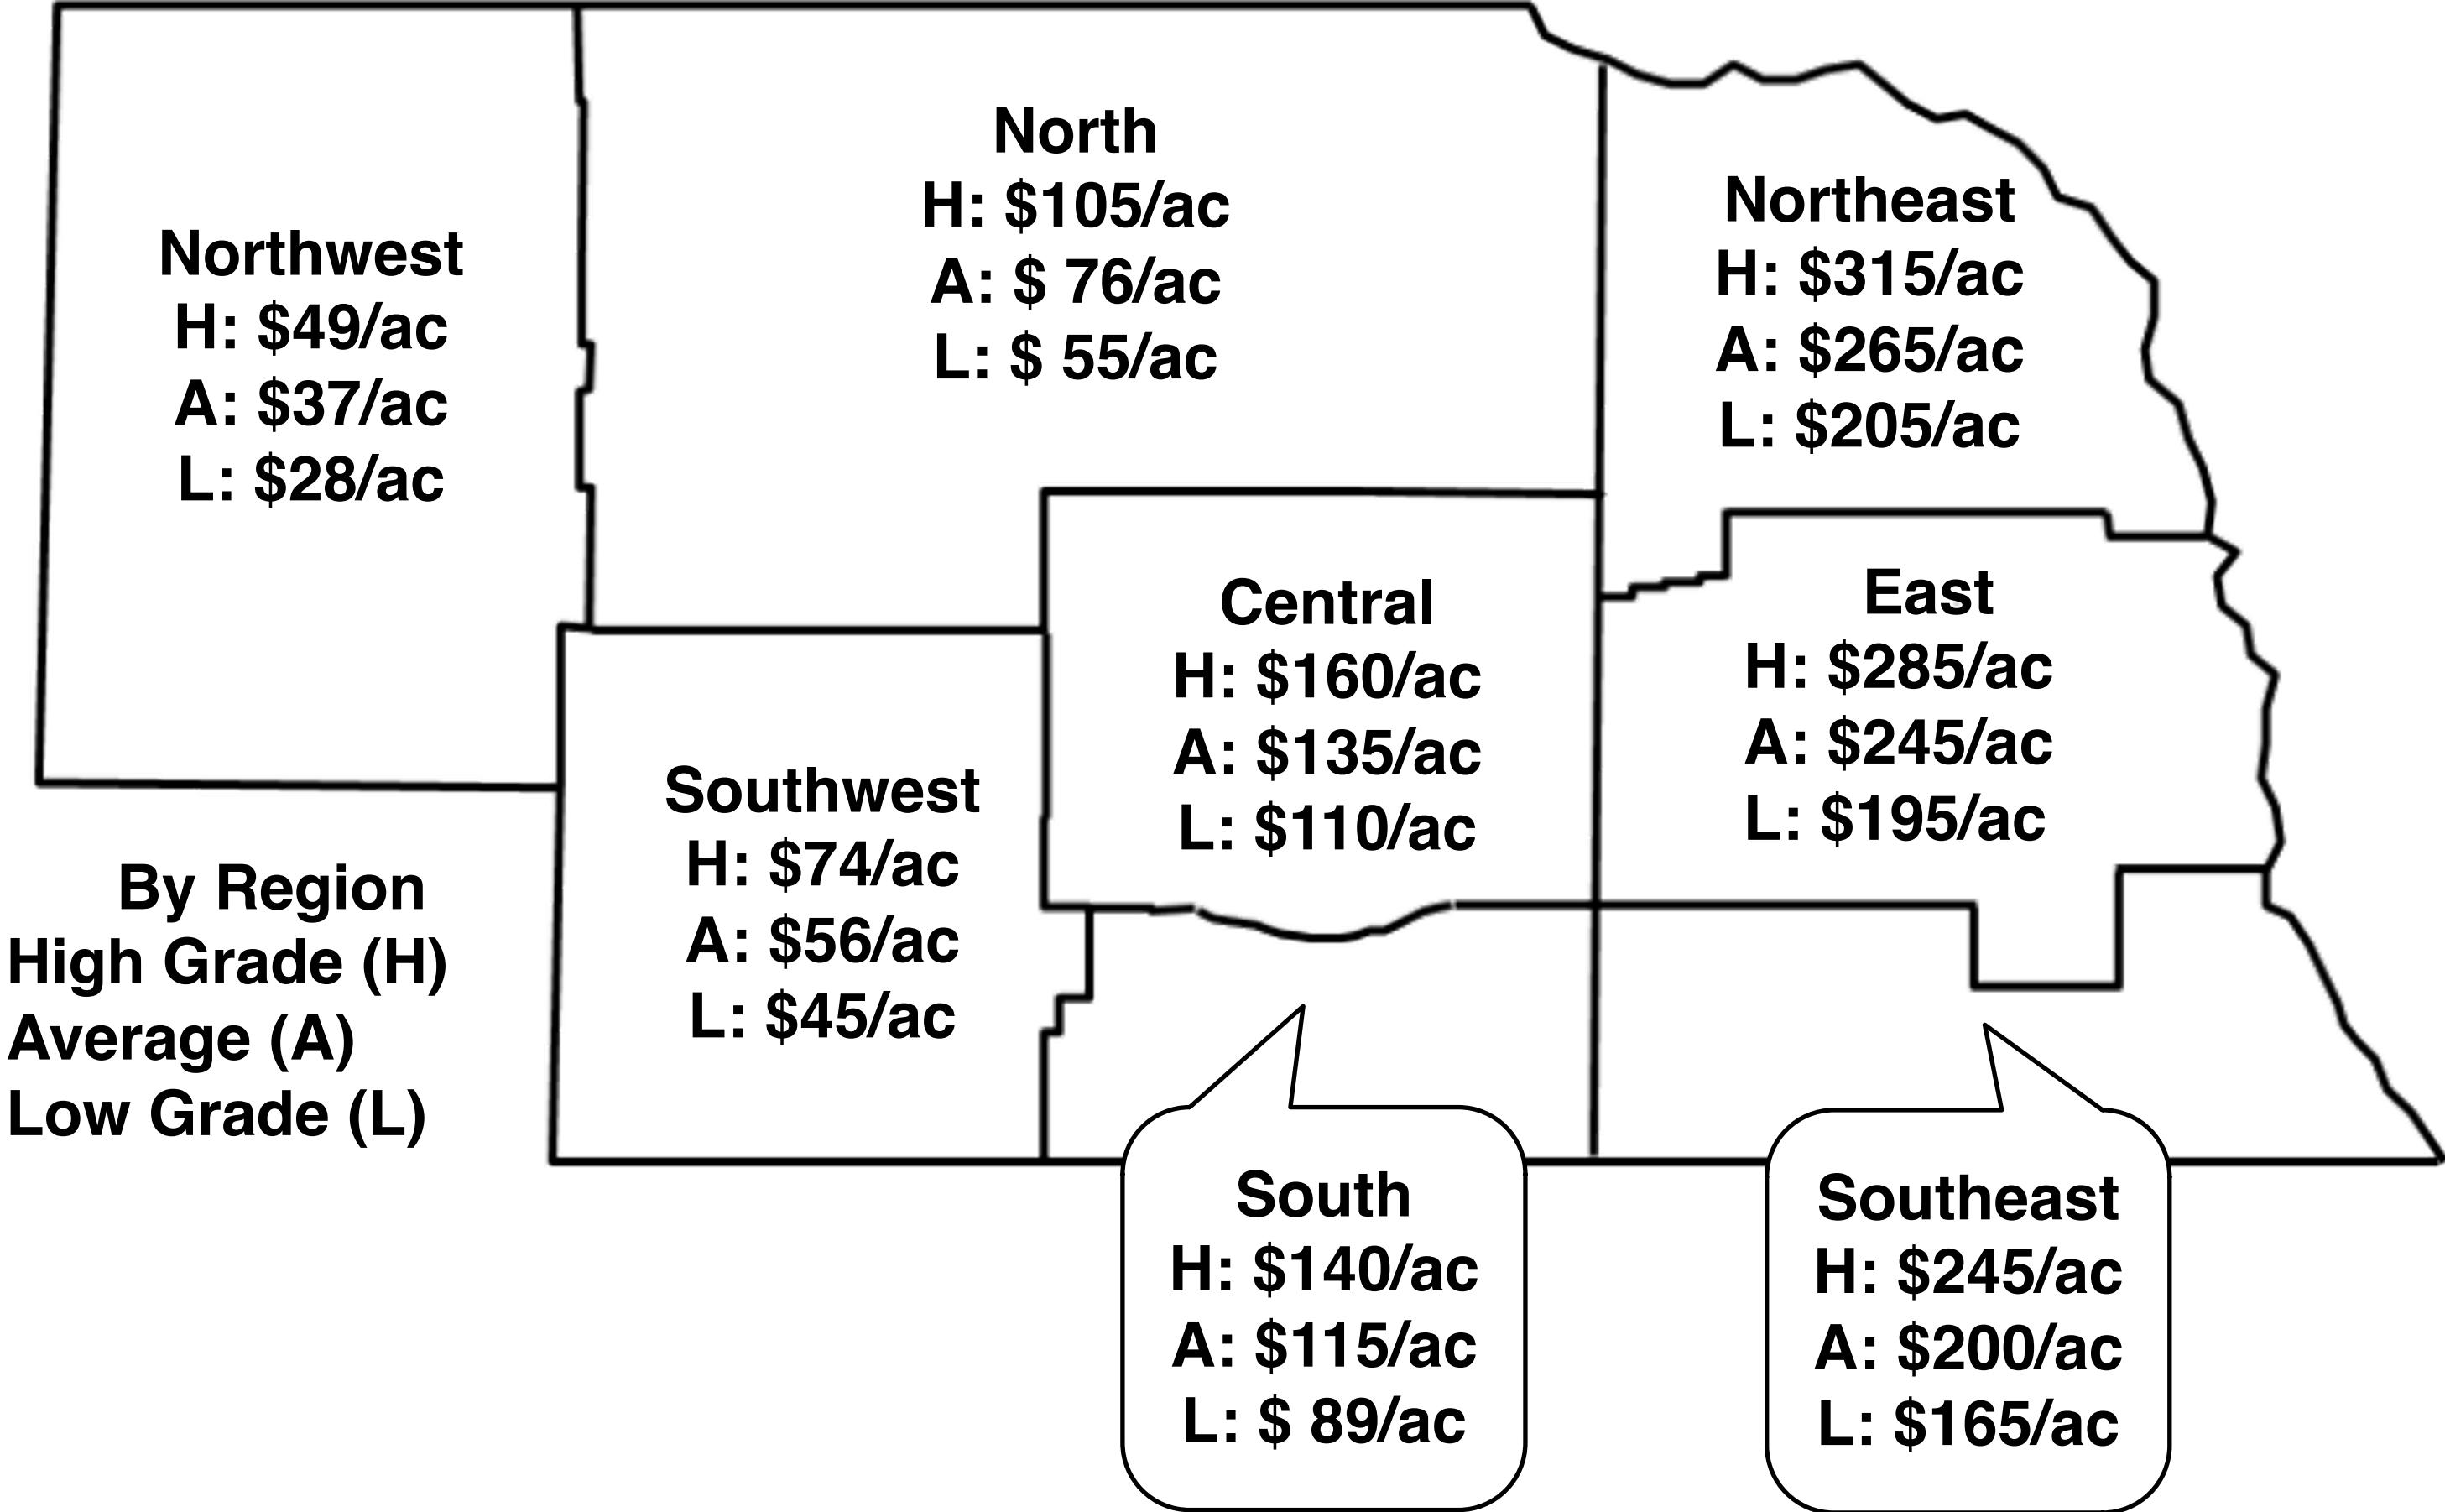 North
H: $105/ac
A: $ 76/ac
L: $ 55/ac
Northeast
H: $315/ac
A: $265/ac
L: $205/ac
Northwest
H: $49/ac
A: $37/ac
L: $28/ac
Central
H: $160/ac
A: $135/ac
L: $110/ac
East
H: $285/ac
A: $245/ac
L: $195/ac
Southwest
H: $74/ac
A: $56/ac
L: $45/ac
By Region
High Grade (H)
Average (A)
Low Grade (L)
South
H: $140/ac
A: $115/ac
L: $ 89/ac
Southeast
H: $245/ac
A: $200/ac
L: $165/ac